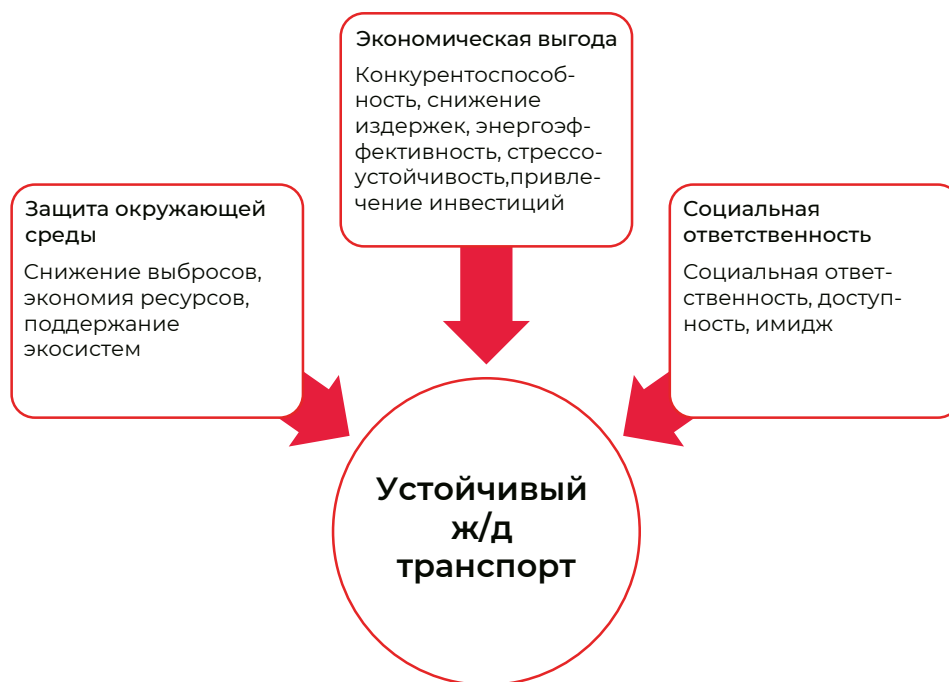 Экономическая выгода
Конкурентоспособ-
ность, снижение
издержек, энергоэф-
фективность, стрессо-
устойчивость,привле-
чение инвестиций
Защита окружающей
среды
Снижение выбросов,
экономия ресурсов,
поддержание
экосистем
Социальная
ответственность
Социальная ответ-
ственность, доступ-
ность, имидж
Устойчивый
ж/д
транспорт